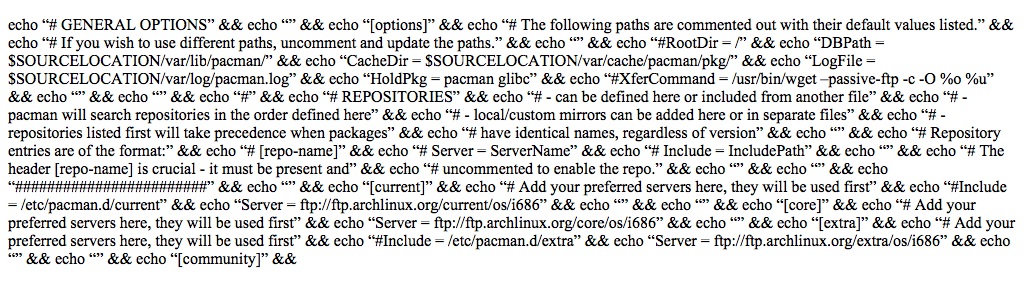 echo “# GENERAL OPTIONS” && echo “” && echo “[options]” && echo “# The following paths are commented out with their default values listed.” &&
echo “# If you wish to use different paths, uncomment and update the paths.” && echo “” && echo “#RootDir = /” && echo “DBPath =
$SOURCELOCATION/var/lib/pacman/” && echo “CacheDir = $SOURCELOCATION/var/cache/pacman/pkg/” && echo “LogFile =
$SOURCELOCATION/var/log/pacman.log” && echo “HoldPkg = pacman glibc” && echo “#XferCommand = /usr/bin/wget –passive-ftp -c -O %o %u”
&& echo “” && echo “” && echo “#” && echo “# REPOSITORIES” && echo “# - can be defined here or included from another file” && echo “# -
pacman will search repositories in the order defined here” && echo “# - local/custom mirrors can be added here or in separate files” && echo “# -
repositories listed first will take precedence when packages” && echo “# have identical names, regardless of version” && echo “” && echo “# Repository
entries are of the format:” && echo “# [repo-name]” && echo “# Server = ServerName” && echo “# Include = IncludePath” && echo “” && echo “# The
header [repo-name] is crucial - it must be present and” && echo “# uncommented to enable the repo.” && echo “” && echo “” && echo
“########################” && echo “” && echo “[current]” && echo “# Add your preferred servers here, they will be used first” && echo “#Include
= /etc/pacman.d/current” && echo “Server = ftp://ftp.archlinux.org/current/os/i686” && echo “” && echo “” && echo “[core]” && echo “# Add your
preferred servers here, they will be used first” && echo “Server = ftp://ftp.archlinux.org/core/os/i686” && echo “” && echo “[extra]” && echo “# Add your
preferred servers here, they will be used first” && echo “#Include = /etc/pacman.d/extra” && echo “Server = ftp://ftp.archlinux.org/extra/os/i686” && echo
“” && echo “” && echo “[community]” &&